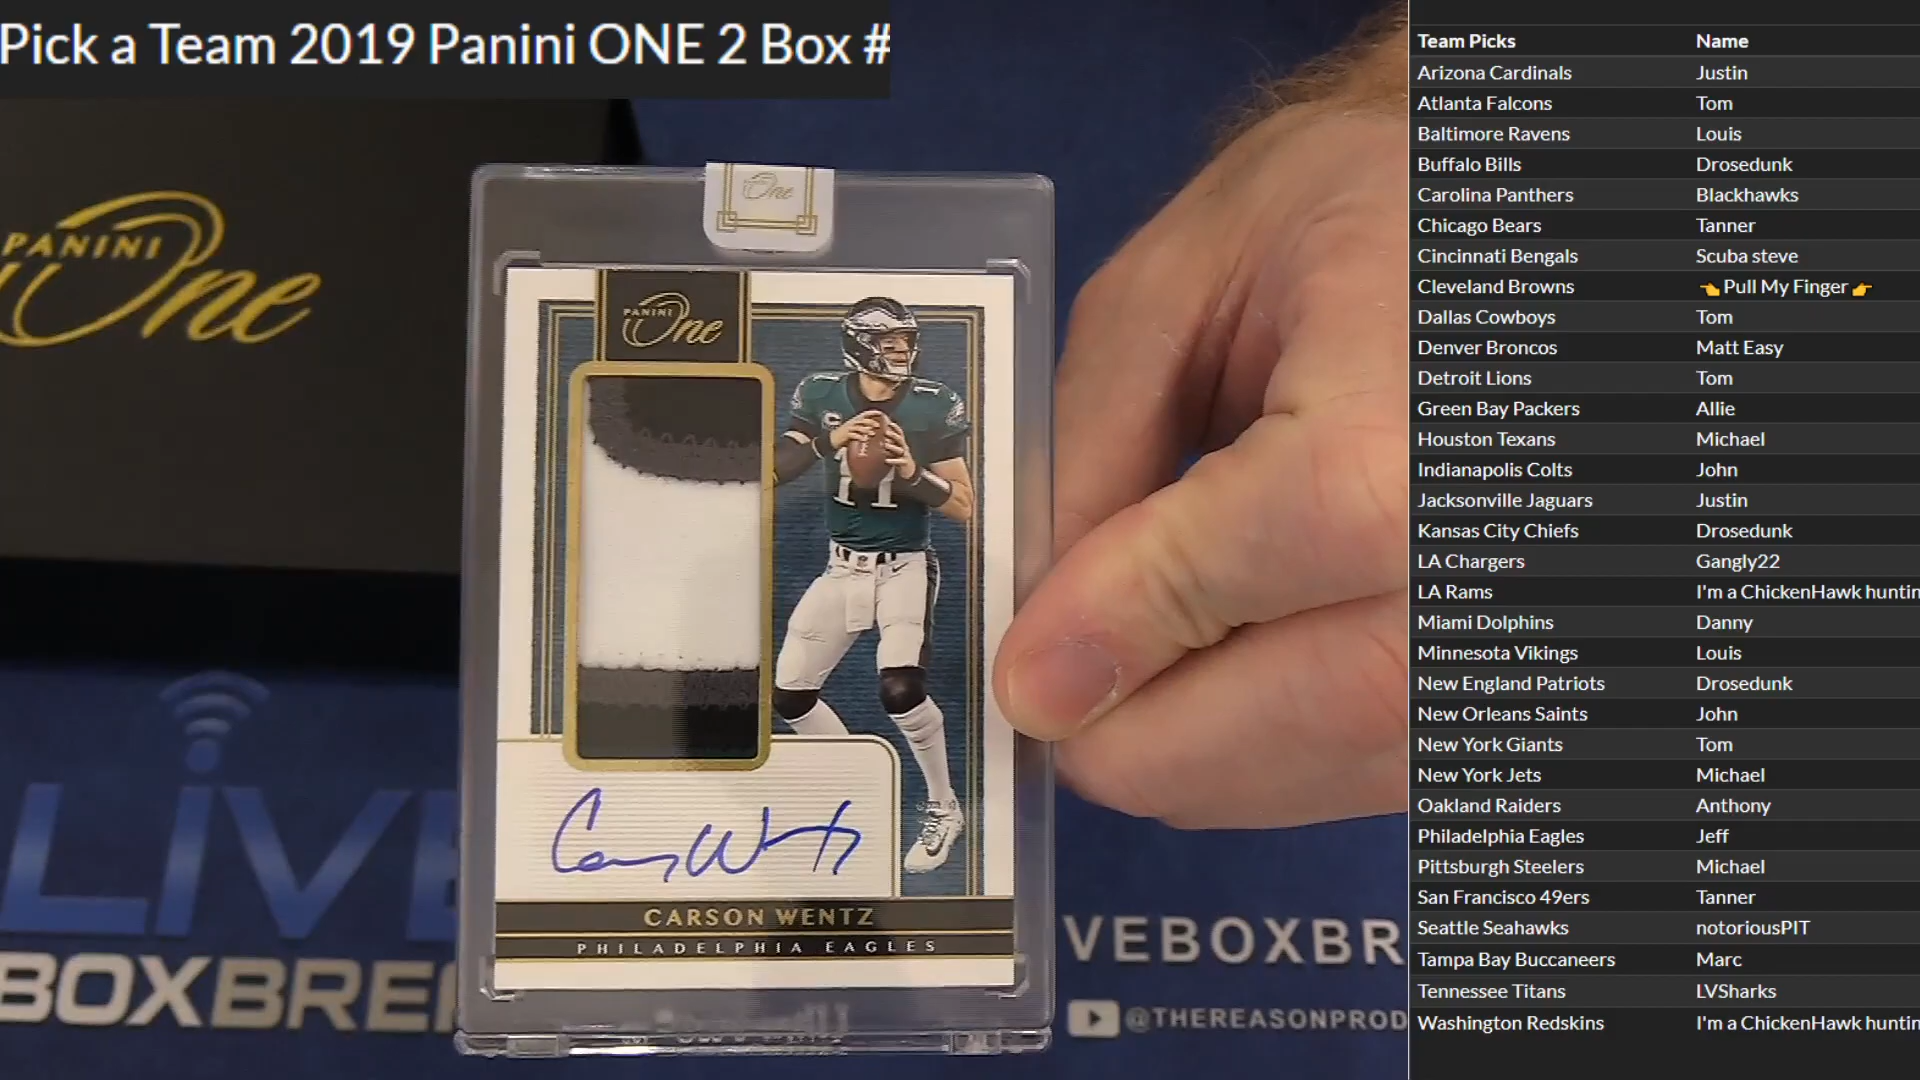 Pick a Team 2019 Panini ONE 2 Box #
Team Picks Name
Arizona Cardinals Justin
Atlanta Falcons Tom
Baltimore Ravens Louis
Buffalo Bills Drosedunk
Carolina Panthers Blackhawks
Chicago Bears Tanner
Cincinnati Bengals Scuba steve
Cleveland Browns 👈 Pull My Finger 👉
Dallas Cowboys Tom
Denver Broncos Matt Easy
Detroit Lions Tom
Green Bay Packers Allie
Houston Texans Michael
Indianapolis Colts John
Jacksonville Jaguars Justin
Kansas City Chiefs Drosedunk
LA Chargers Gangly22
LA Rams I'm a ChickenHawk huntin
Miami Dolphins Danny
Minnesota Vikings Louis
New England Patriots Drosedunk
New Orleans Saints John
New York Giants Tom
New York Jets Michael
Oakland Raiders Anthony
Philadelphia Eagles Jeff
Pittsburgh Steelers Michael
San Francisco 49ers Tanner
Seattle Seahawks notoriousPIT
Tampa Bay Buccaneers Marc
Tennessee Titans LVSharks
Washington Redskins I'm a ChickenHawk huntin
PANINI
One
One
PANINI
One
11
Carson Wentz
CARSON WENTZ
PHILADELPHIA EAGLES
LIVE
BOXBRE
VEBOXBR
@THEREASONPROD